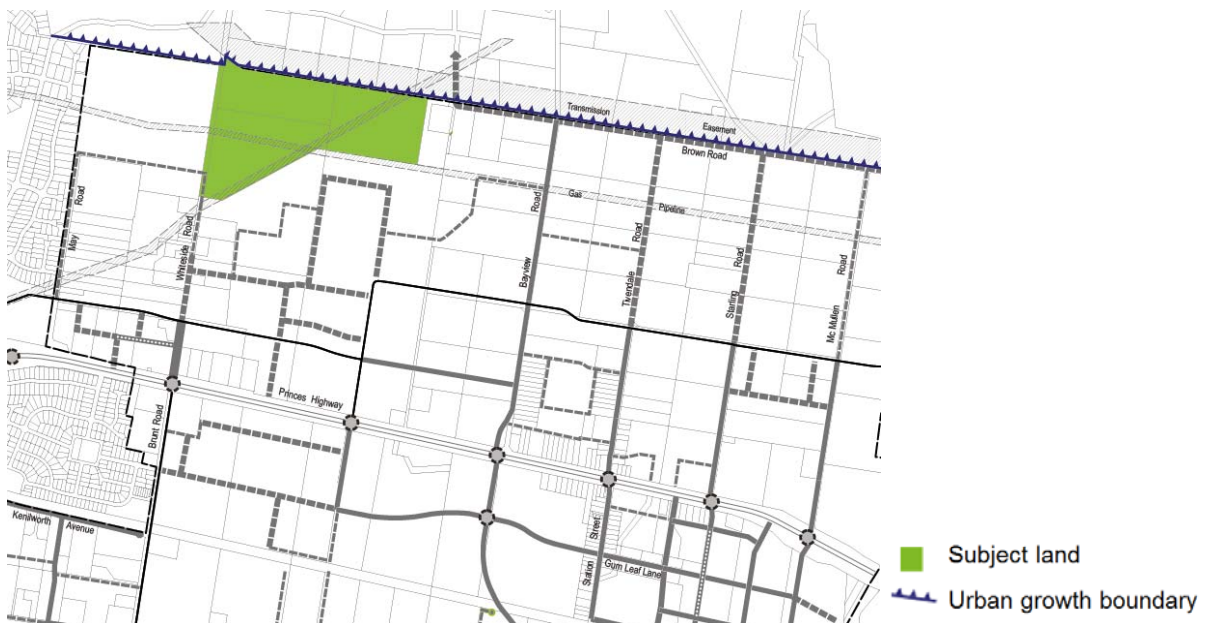 Transmission
Easement
Brown Road
Gas
Pipeline
May Road
Whiteside Road
Bayview Road
Tivendale Road
Starling Road
Mc Mullen Road
Princes Highway
Brunt Road
Kenilworth Avenue
Station Street
Gum Leaf Lane
Subject land
Urban growth boundary